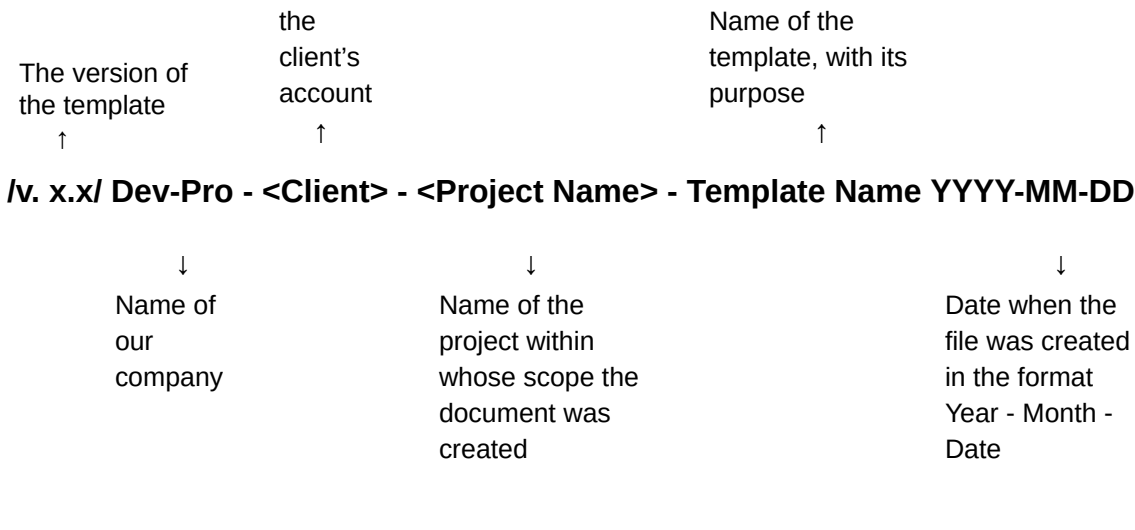 the
client’s
account
Name of the
template, with its
purpose
The version of
the template
↑
↑
↑
/v. x.x/ Dev-Pro - <Client> - <Project Name> - Template Name YYYY-MM-DD
↓
↓
↓
Name of
our
company
Name of the
project within
whose scope the
document was
created
Date when the
file was created
in the format
Year - Month -
Date